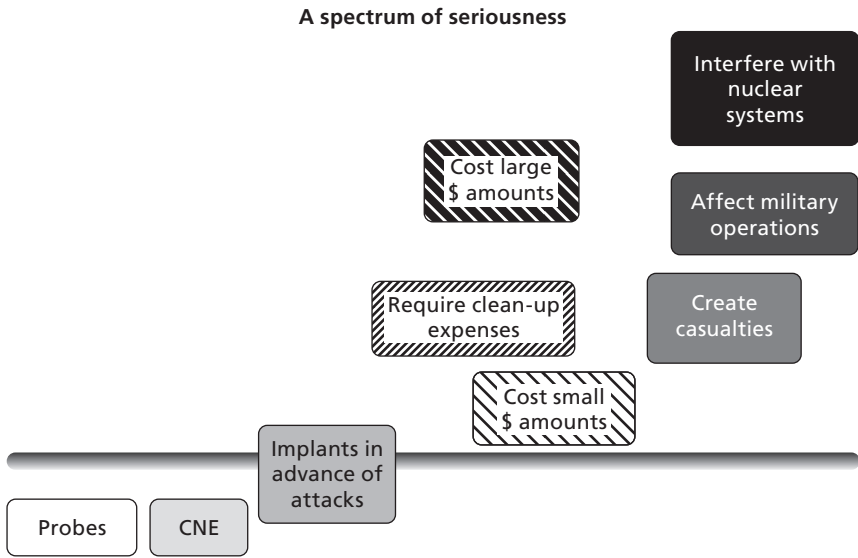 A spectrum of seriousness
Interfere with
nuclear
systems
Cost large
$ amounts
Affect military
operations
Require clean-up
expenses
Create
casualties
Cost small
$ amounts
Implants in
advance of
attacks
Probes
CNE